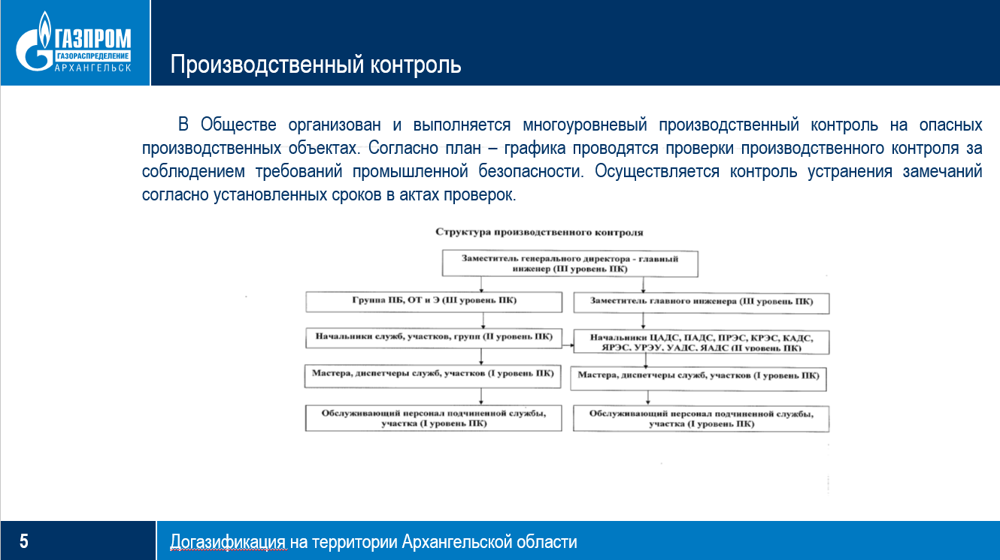 ГАЗПРОМ
ГАЗОРАСПРЕДЕЛЕНИЕ
АРХАНГЕЛЬСК
Производственный контроль
В Обществе организован и выполняется многоуровневый производственный контроль на опасных
производственных объектах. Согласно план – графика проводятся проверки производственного контроля за
соблюдением требований промышленной безопасности. Осуществляется контроль устранения замечаний
согласно установленных сроков в актах проверок.
Структура производственного контроля
Заместитель генерального директора - главный
инженер (III уровень ПК)
Группа ПБ, ОТ и Э (III уровень ПК)
Заместитель главного инженера (III уровень ПК)
Начальники служб, участков, групп (II уровень ПК)
Начальники ЦАДС, ПАДС, ПРЭС, КРЭС, КАДС,
ЯРЭС, УРЭУ, УАДС, ЯАДС (II уровень ПК)
Мастера, диспетчеры служб, участков (I уровень ПК)
Мастера, диспетчеры служб, участков (I уровень ПК)
Обслуживающий персонал подчиненной службы,
участка (I уровень ПК)
Обслуживающий персонал подчиненной службы,
участка (I уровень ПК)
5
Догазификация на территории Архангельской области